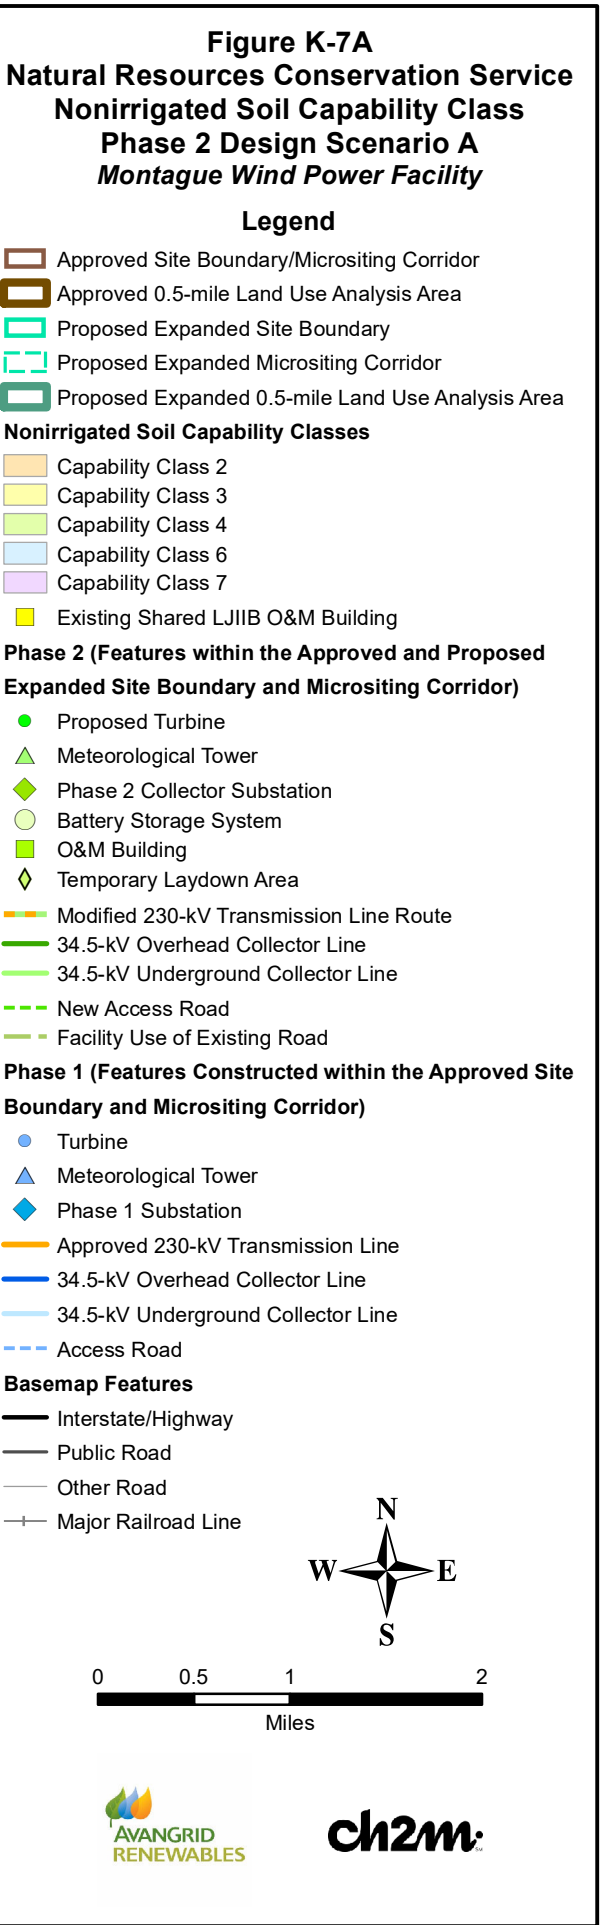 Figure K-7A
Natural Resources Conservation Service
Nonirrigated Soil Capability Class
Phase 2 Design Scenario A
Montague Wind Power Facility
Legend
Approved Site Boundary/Micrositing Corridor
Approved 0.5-mile Land Use Analysis Area
Proposed Expanded Site Boundary
Proposed Expanded Micrositing Corridor
Proposed Expanded 0.5-mile Land Use Analysis Area
Nonirrigated Soil Capability Classes
Capability Class 2
Capability Class 3
Capability Class 4
Capability Class 6
Capability Class 7
Existing Shared LJIIB O&M Building
Phase 2 (Features within the Approved and Proposed
Expanded Site Boundary and Micrositing Corridor)
Proposed Turbine
Meteorological Tower
Phase 2 Collector Substation
Battery Storage System
O&M Building
Temporary Laydown Area
Modified 230-kV Transmission Line Route
34.5-kV Overhead Collector Line
34.5-kV Underground Collector Line
New Access Road
Facility Use of Existing Road
Phase 1 (Features Constructed within the Approved Site
Boundary and Micrositing Corridor)
Turbine
Meteorological Tower
Phase 1 Substation
Approved 230-kV Transmission Line
34.5-kV Overhead Collector Line
34.5-kV Underground Collector Line
Access Road
Basemap Features
Interstate/Highway
Public Road
Other Road
Major Railroad Line
N
W E
S
0 0.5 1 2
Miles
AVANGRID
RENEWABLES
ch2m: